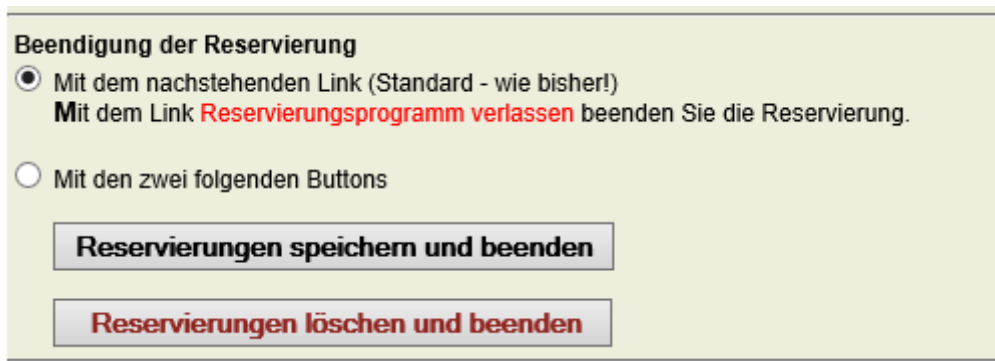 Beendigung der Reservierung
Mit dem nachstehenden Link (Standard - wie bisher!)
Mit dem Link Reservierungsprogramm verlassen beenden Sie die Reservierung.
Mit den zwei folgenden Buttons
Reservierungen speichern und beenden
Reservierungen löschen und beenden